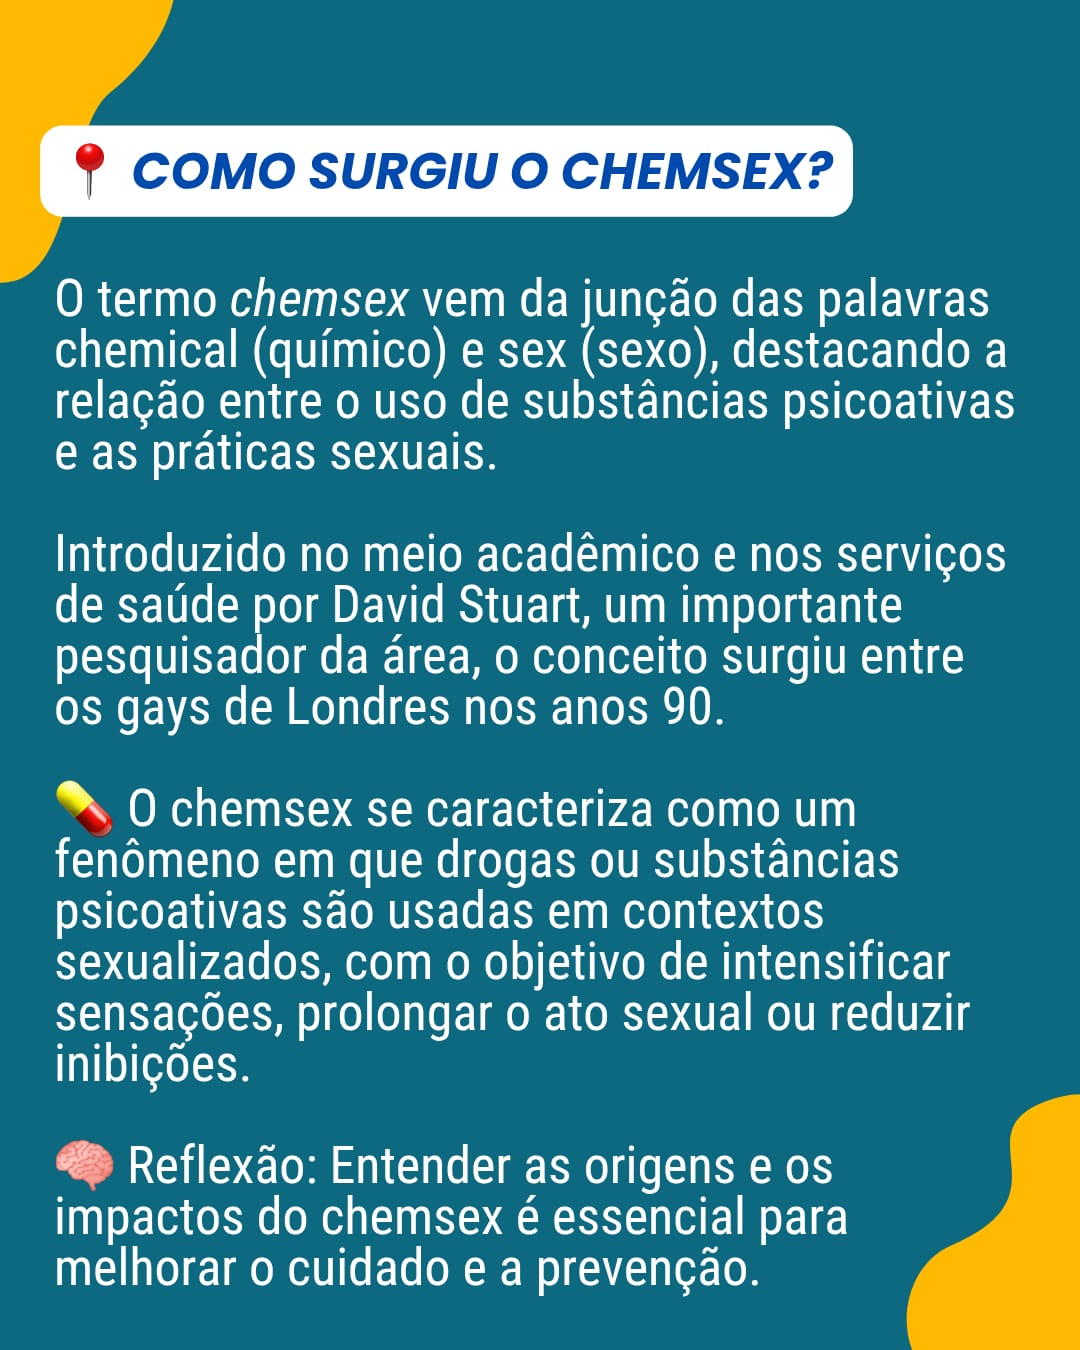 📍 COMO SURGIU O CHEMSEX?
O termo chemsex vem da junção das palavras
chemical (químico) e sex (sexo), destacando a
relação entre o uso de substâncias psicoativas
e as práticas sexuais.
Introduzido no meio acadêmico e nos serviços
de saúde por David Stuart, um importante
pesquisador da área, o conceito surgiu entre
os gays de Londres nos anos 90.
💊 O chemsex se caracteriza como um
fenômeno em que drogas ou substâncias
psicoativas são usadas em contextos
sexualizados, com o objetivo de intensificar
sensações, prolongar o ato sexual ou reduzir
inibições.
🧠 Reflexão: Entender as origens e os
impactos do chemsex é essencial para
melhorar o cuidado e a prevenção.